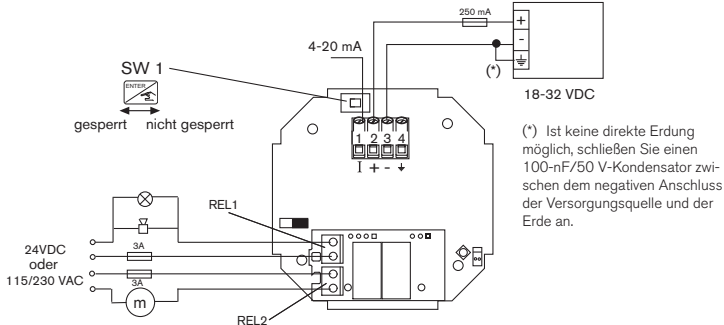 250 mA
+
-
4-20 mA
(*)
18-32 VDC
SW 1
ENTER
gesperrt nicht gesperrt
1 2 3 4
I + -
(*) Ist keine direkte Erdung
möglich, schließen Sie einen
100-nF/50 V-Kondensator zwi-
schen dem negativen Anschluss
der Versorgungsquelle und der
Erde an.
REL1
24VDC
oder
115/230 VAC
3A
3A
m
REL2